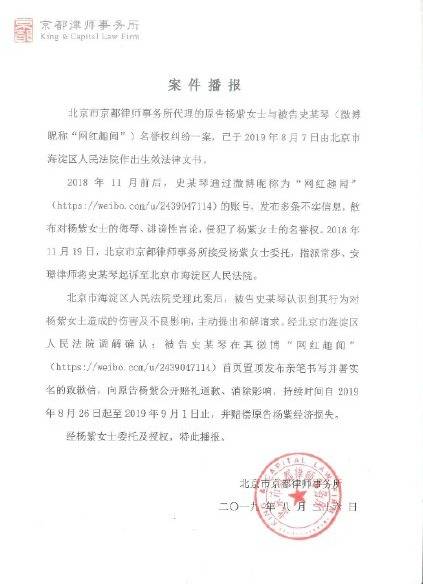 京都律师事务所
King & Capital Law Firm
案件播报
北京市京都律师事务所代理的原告杨紫女士与被告史某琴（微博
昵称“网红趣闻”）名誉权纠纷一案，已于2019年8月7日由北京市
海淀区人民法院作出生效法律文书。
2018年11月前后，史某琴通过微博昵称为“网红趣闻”
（https://weibo.com/u/2439047114）的账号，发布多条不实信息，散
布对杨紫女士的侮辱、诽谤性言论，侵犯了杨紫女士的名誉权。2018年
11月19日，北京市京都律师事务所接受杨紫女士委托，指派常莎、安
璟律师将史某琴起诉至北京市海淀区人民法院。
北京市海淀区人民法院受理此案后，被告史某琴认识到其行为对
杨紫女士造成的伤害及不良影响，主动提出和解请求。经北京市海淀区
人民法院调解确认：被告史某琴在其微博“网红趣闻”
（https://weibo.com/u/2439047114）首页置顶发布亲笔书写并署实
名的致歉信，向原告杨紫公开赔礼道歉、消除影响，持续时间自2019
年8月26日起至2019年9月1日止，并赔偿原告杨紫经济损失。
经杨紫女士委托及授权，特此播报。
北京市京都律师事务所
二〇一九年八月二十六日